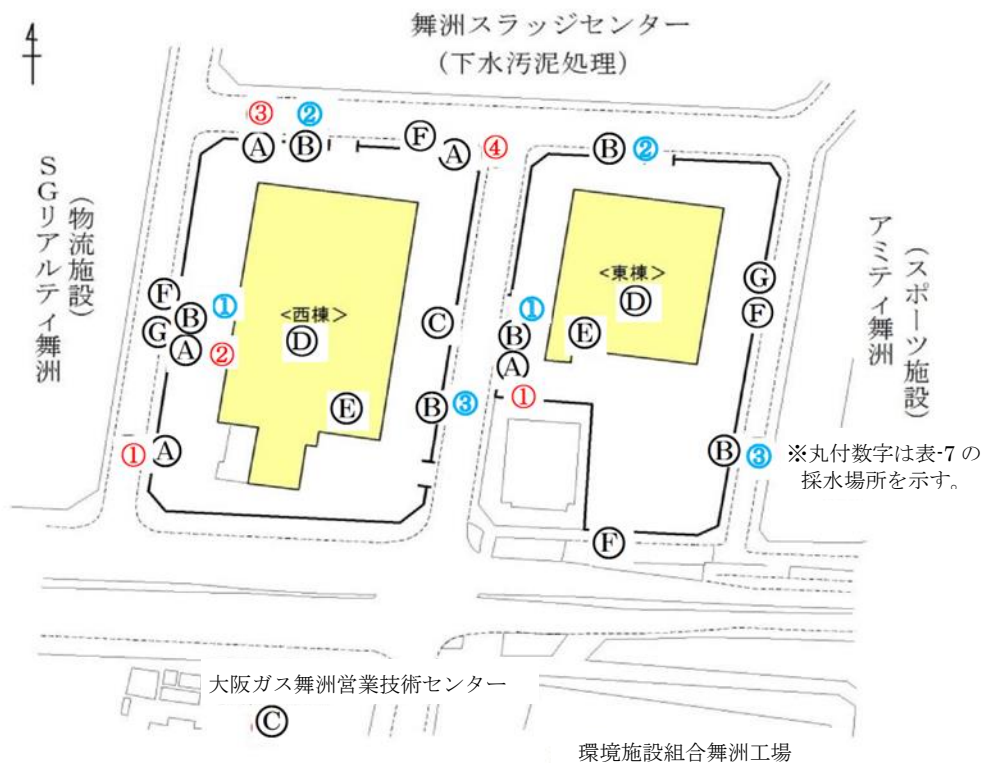 4
舞洲スラッジセンター
(下水汚泥処理)
③ ②
Ⓐ Ⓑ Ⓕ Ⓐ ④ Ⓑ ②
SGリアルティ舞洲
(物流施設)
アミティ舞洲
(スポーツ施設)
<西棟>
Ⓓ
Ⓔ
Ⓕ
Ⓑ ①
Ⓖ
Ⓐ ②
① Ⓐ
Ⓒ
Ⓑ ③
<東棟>
Ⓓ
Ⓔ
①
Ⓑ
Ⓐ
①
Ⓖ
Ⓕ
Ⓑ ③
※丸付数字は表-7の
採水場所を示す。
Ⓕ
大阪ガス舞洲営業技術センター
Ⓒ
環境施設組合舞洲工場